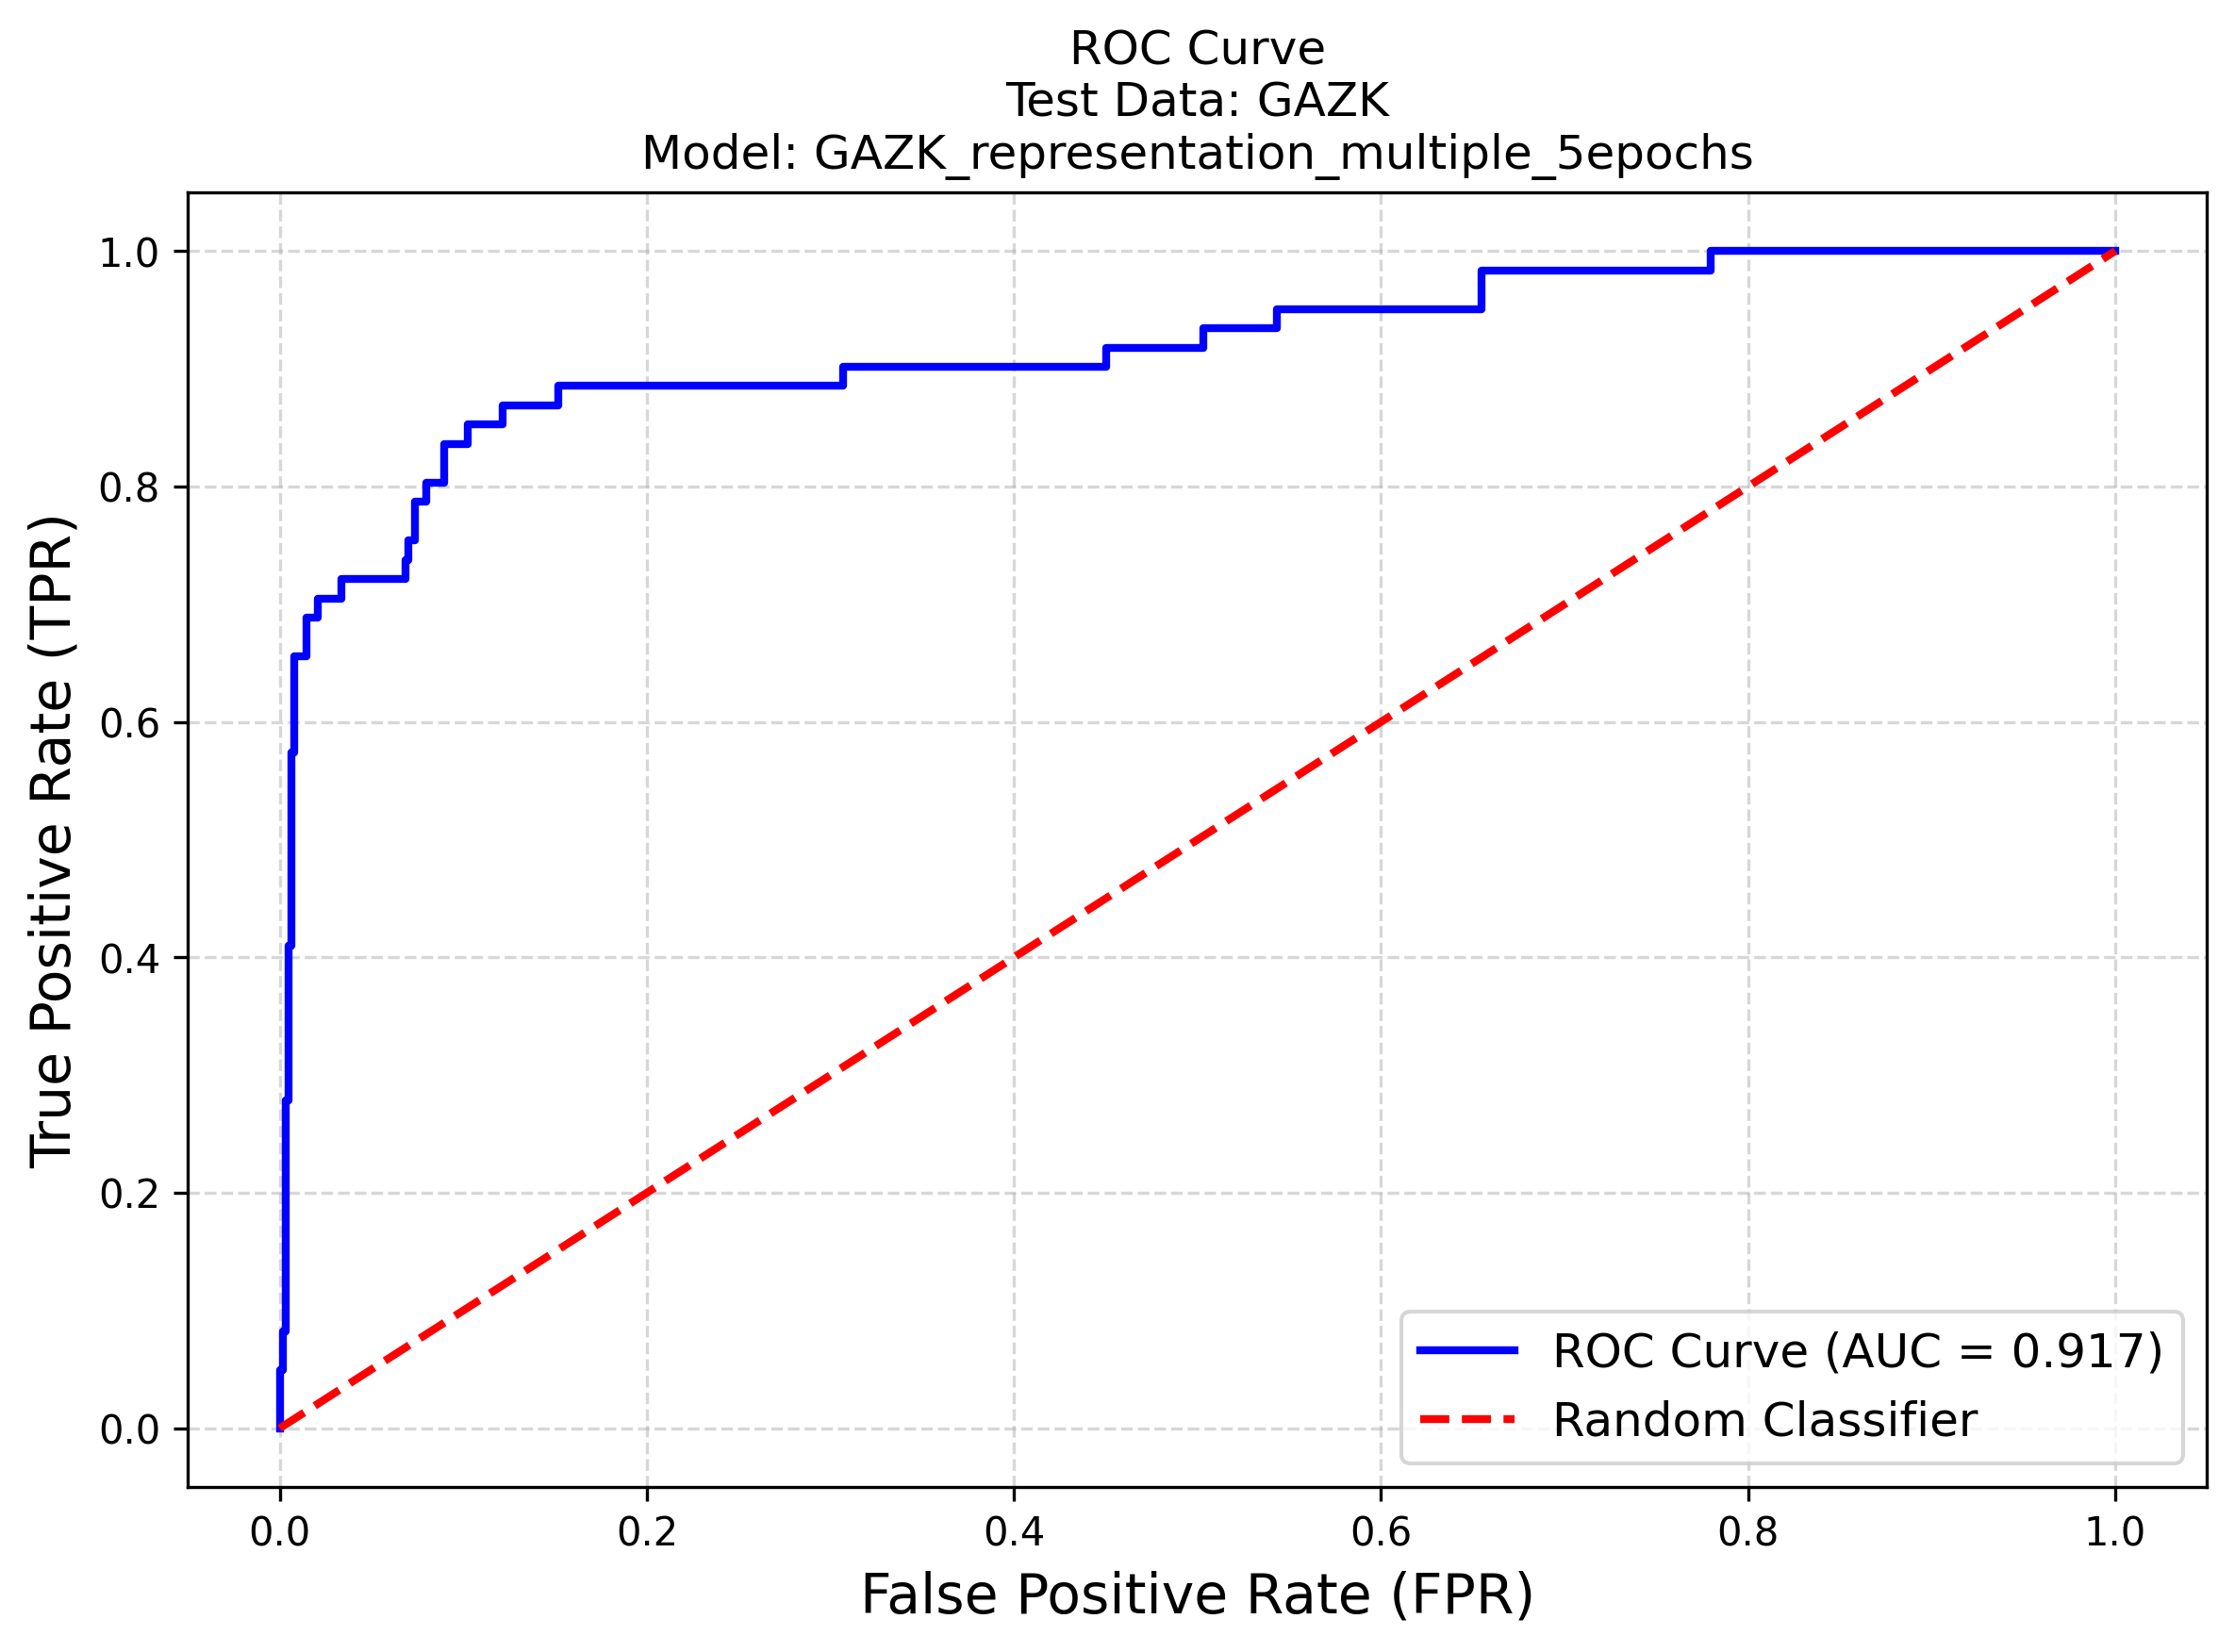 ROC Curve
Test Data: GAZK
Model: GAZK_representation_multiple_5epochs
True Positive Rate (TPR)
1.0
0.8
0.6
0.4
0.2
0.0
ROC Curve (AUC = 0.917)
Random Classifier
0.0 0.2 0.4 0.6 0.8 1.0
False Positive Rate (FPR)